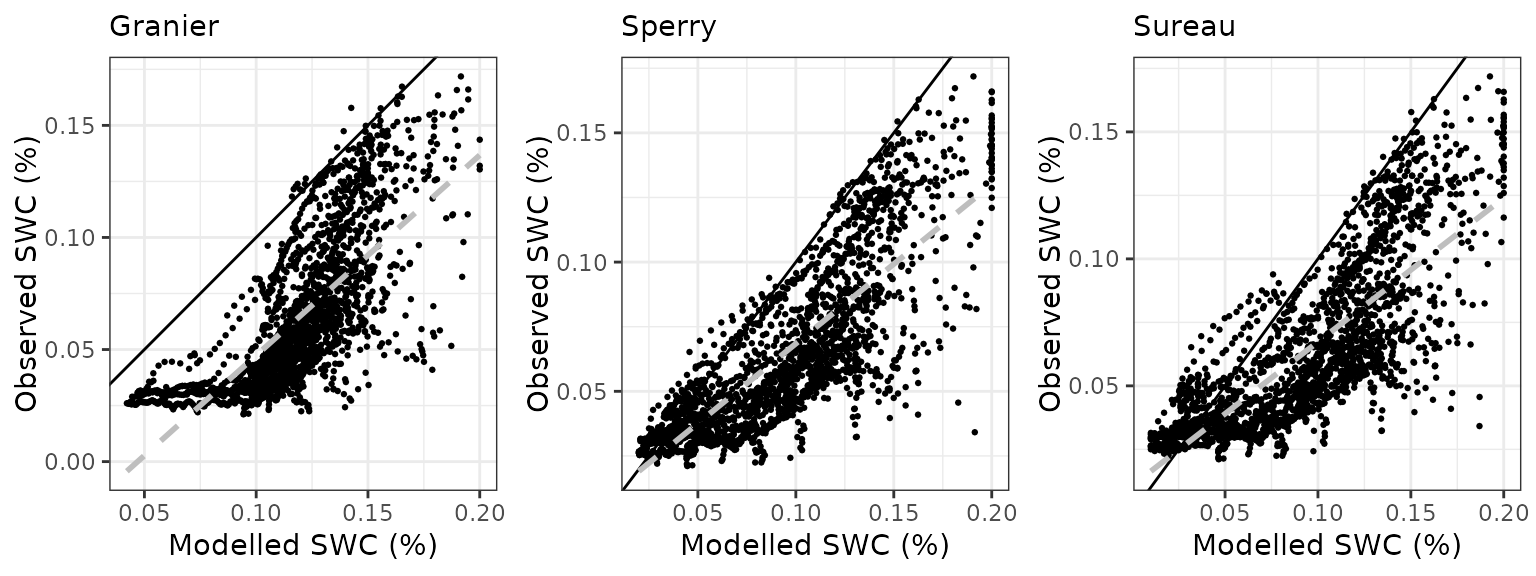 Granier
Observed SWC (%)
0.15
0.10
0.05
0.00
0.05 0.10 0.15 0.20
Modelled SWC (%)
Sperry
Observed SWC (%)
0.15
0.10
0.05
0.05 0.10 0.15 0.20
Modelled SWC (%)
Sureau
Observed SWC (%)
0.15
0.10
0.05
0.05 0.10 0.15 0.20
Modelled SWC (%)